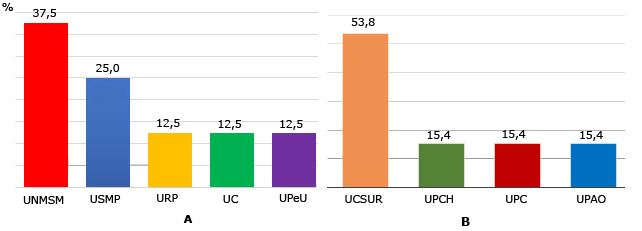 %
37,5
25,0
12,5
12,5
12,5
UNMSM
USMP
URP
UC
UPeU
A
53,8
15,4
15,4
15,4
UCSUR
UPCH
UPC
UPAO
B